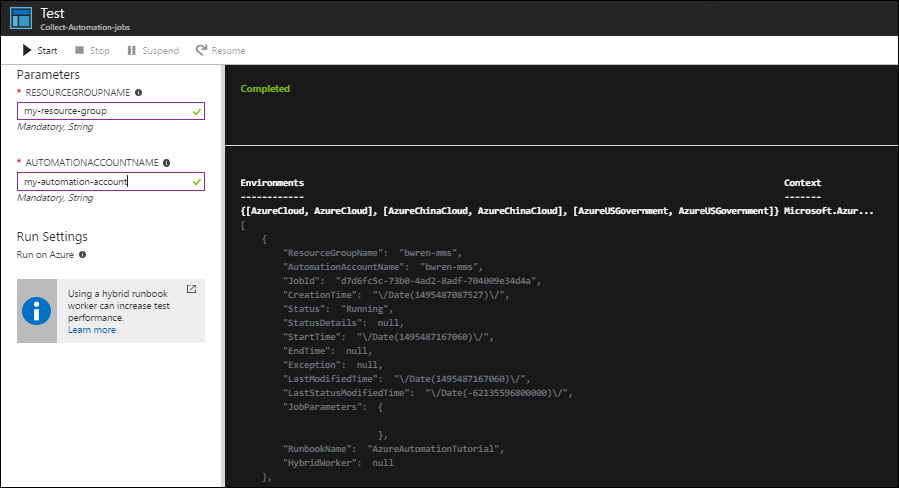 Test
Collect-Automation-jobs
Start Stop Suspend Resume
Parameters
* RESOURCEGROUPNAME
my-resource-group
Mandatory, String
* AUTOMATIONACCOUNTNAME
my-automation-account
Mandatory, String
Run Settings
Run on Azure
Using a hybrid runbook
worker can increase test
performance.
Learn more
Completed
Environments Context
------------ -------
{[AzureCloud, AzureCloud], [AzureChinaCloud, AzureChinaCloud], [AzureUSGovernment, AzureUSGovernment]} Microsoft.Azur...
[
{
"ResourceGroupName": "bwren-mms",
"AutomationAccountName": "bwren-mms",
"JobId": "d7d6fc5c-73b0-4ad2-8adf-704009e34d4a",
"CreationTime": "\/Date(1495487087527)\/",
"Status": "Running",
"StatusDetails": null,
"StartTime": "\/Date(1495487167060)\/",
"EndTime": null,
"Exception": null,
"LastModifiedTime": "\/Date(1495487167060)\/",
"LastStatusModifiedTime": "\/Date(-62135596800000)\/",
"JobParameters": {
},
"RunbookName": "AzureAutomationTutorial",
"HybridWorker": null
},